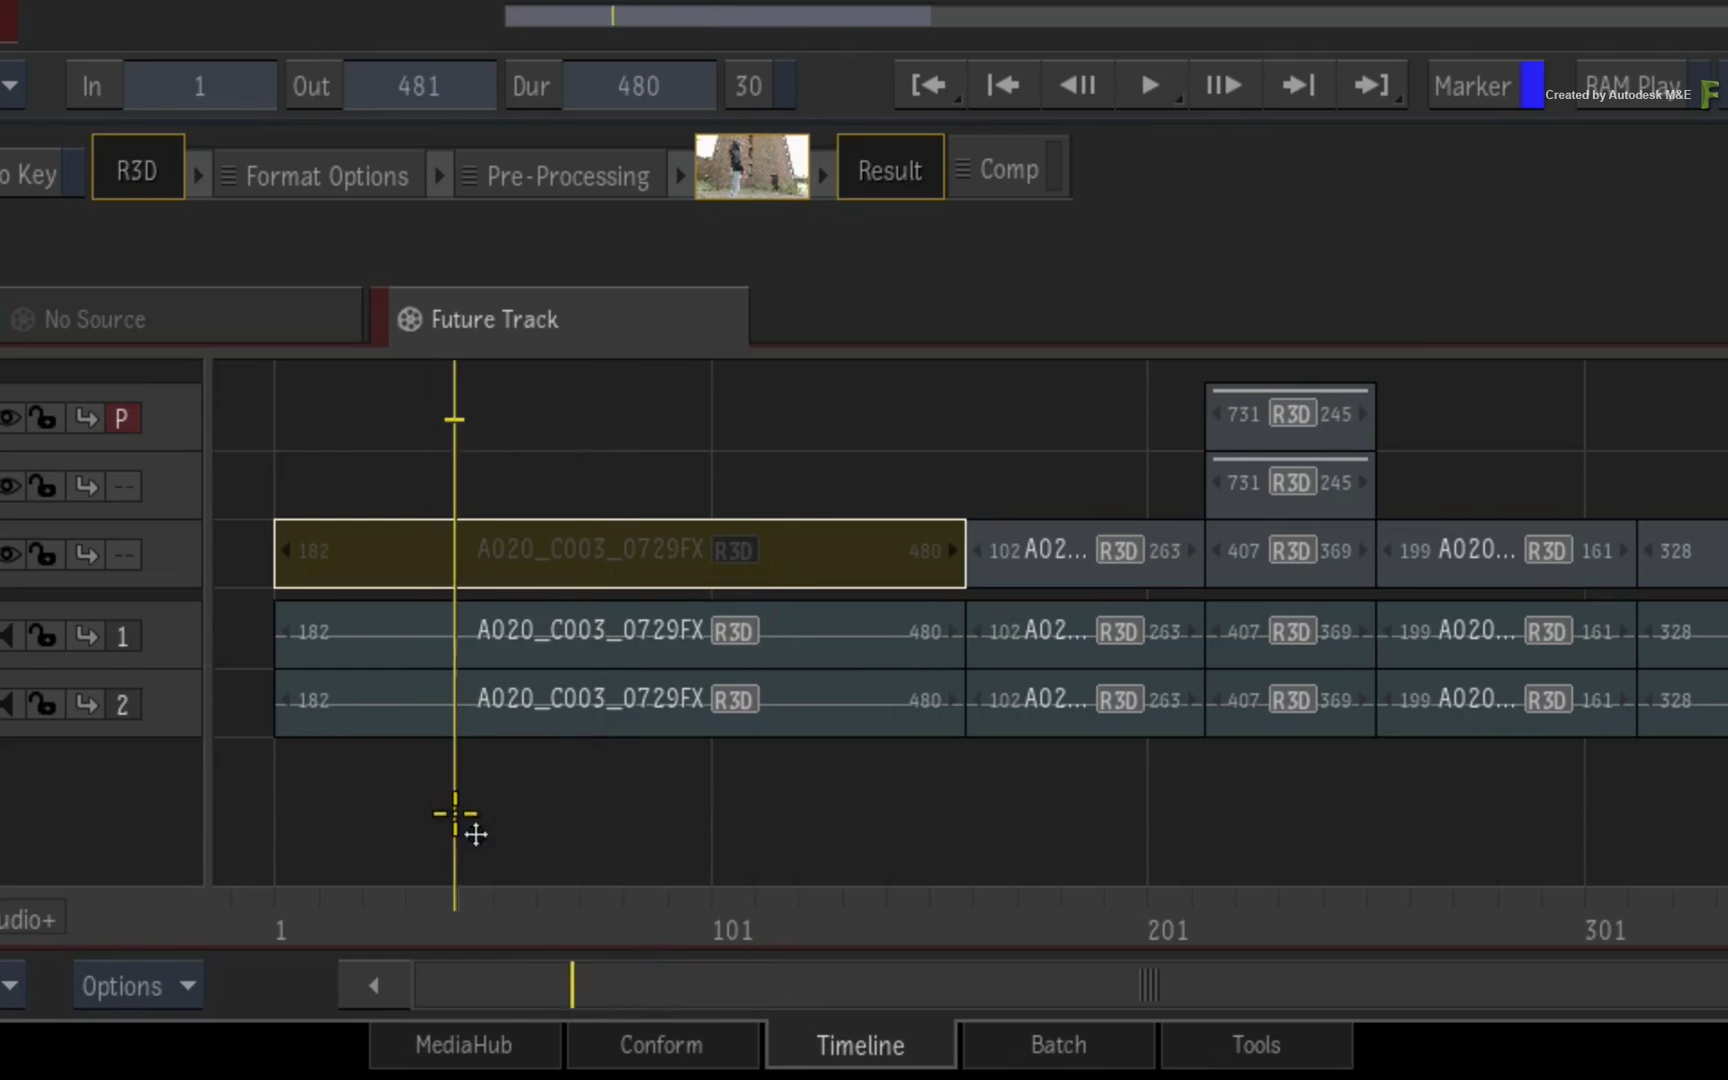 In 1 Out 481 Dur 480 30 Marker RAM Play
Created by Autodesk M&E
o Key R3D Format Options Pre-Processing Result Comp
No Source Future Track
P 731 R3D 245
-- 731 R3D 245
-- 182 A020_C003_0729FX R3D 480 102 A02... R3D 263 407 R3D 369 199 A020... R3D 161 328
1 182 A020_C003_0729FX R3D 480 102 A02... R3D 263 407 R3D 369 199 A020... R3D 161 328
2 182 A020_C003_0729FX R3D 480 102 A02... R3D 263 407 R3D 369 199 A020... R3D 161 328
udio+ 1 101 201 301
Options
MediaHub Conform Timeline Batch Tools